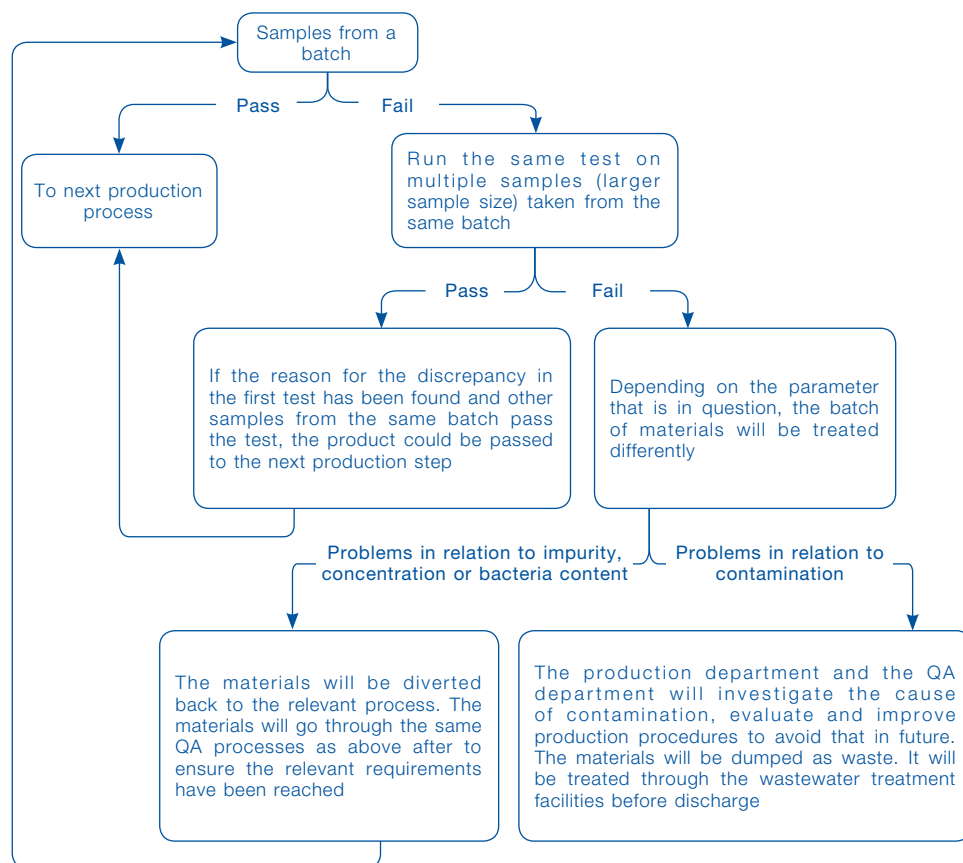 Samples from a
batch
Pass
Fail
To next production
process
Run the same test on
multiple samples (larger
sample size) taken from the
same batch
Pass
Fail
If the reason for the discrepancy in
the first test has been found and other
samples from the same batch pass
the test, the product could be passed
to the next production step
Depending on the parameter
that is in question, the batch
of materials will be treated
differently
Problems in relation to impurity,
concentration or bacteria content
Problems in relation to
contamination
The materials will be diverted
back to the relevant process. The
materials will go through the same
QA processes as above after to
ensure the relevant requirements
have been reached
The production department and the QA
department will investigate the cause
of contamination, evaluate and improve
production procedures to avoid that in future.
The materials will be dumped as waste. It will
be treated through the wastewater treatment
facilities before discharge